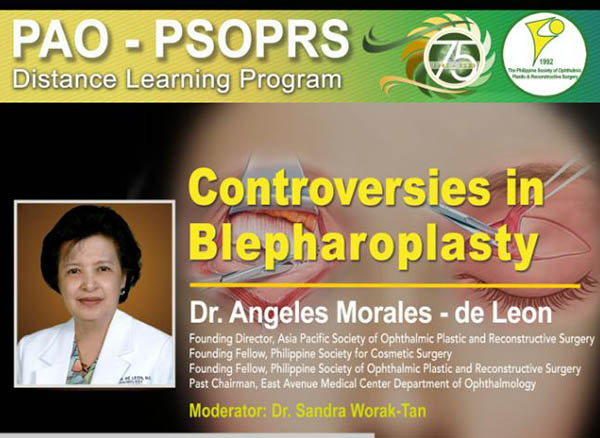 PAO - PSOPRS
Distance Learning Program
75
1992
The Philippine Society of Ophthalmic
Plastic & Reconstructive Surgery
Controversies in
Blepharoplasty
Dr. Angeles Morales - de Leon
Founding Director, Asia Pacific Society of Ophthalmic Plastic and Reconstructive Surgery
Founding Fellow, Philippine Society for Cosmetic Surgery
Founding Fellow, Philippine Society of Ophthalmic Plastic and Reconstructive Surgery
Past Chairman, East Avenue Medical Center Department of Ophthalmology
Moderator: Dr. Sandra Worak-Tan